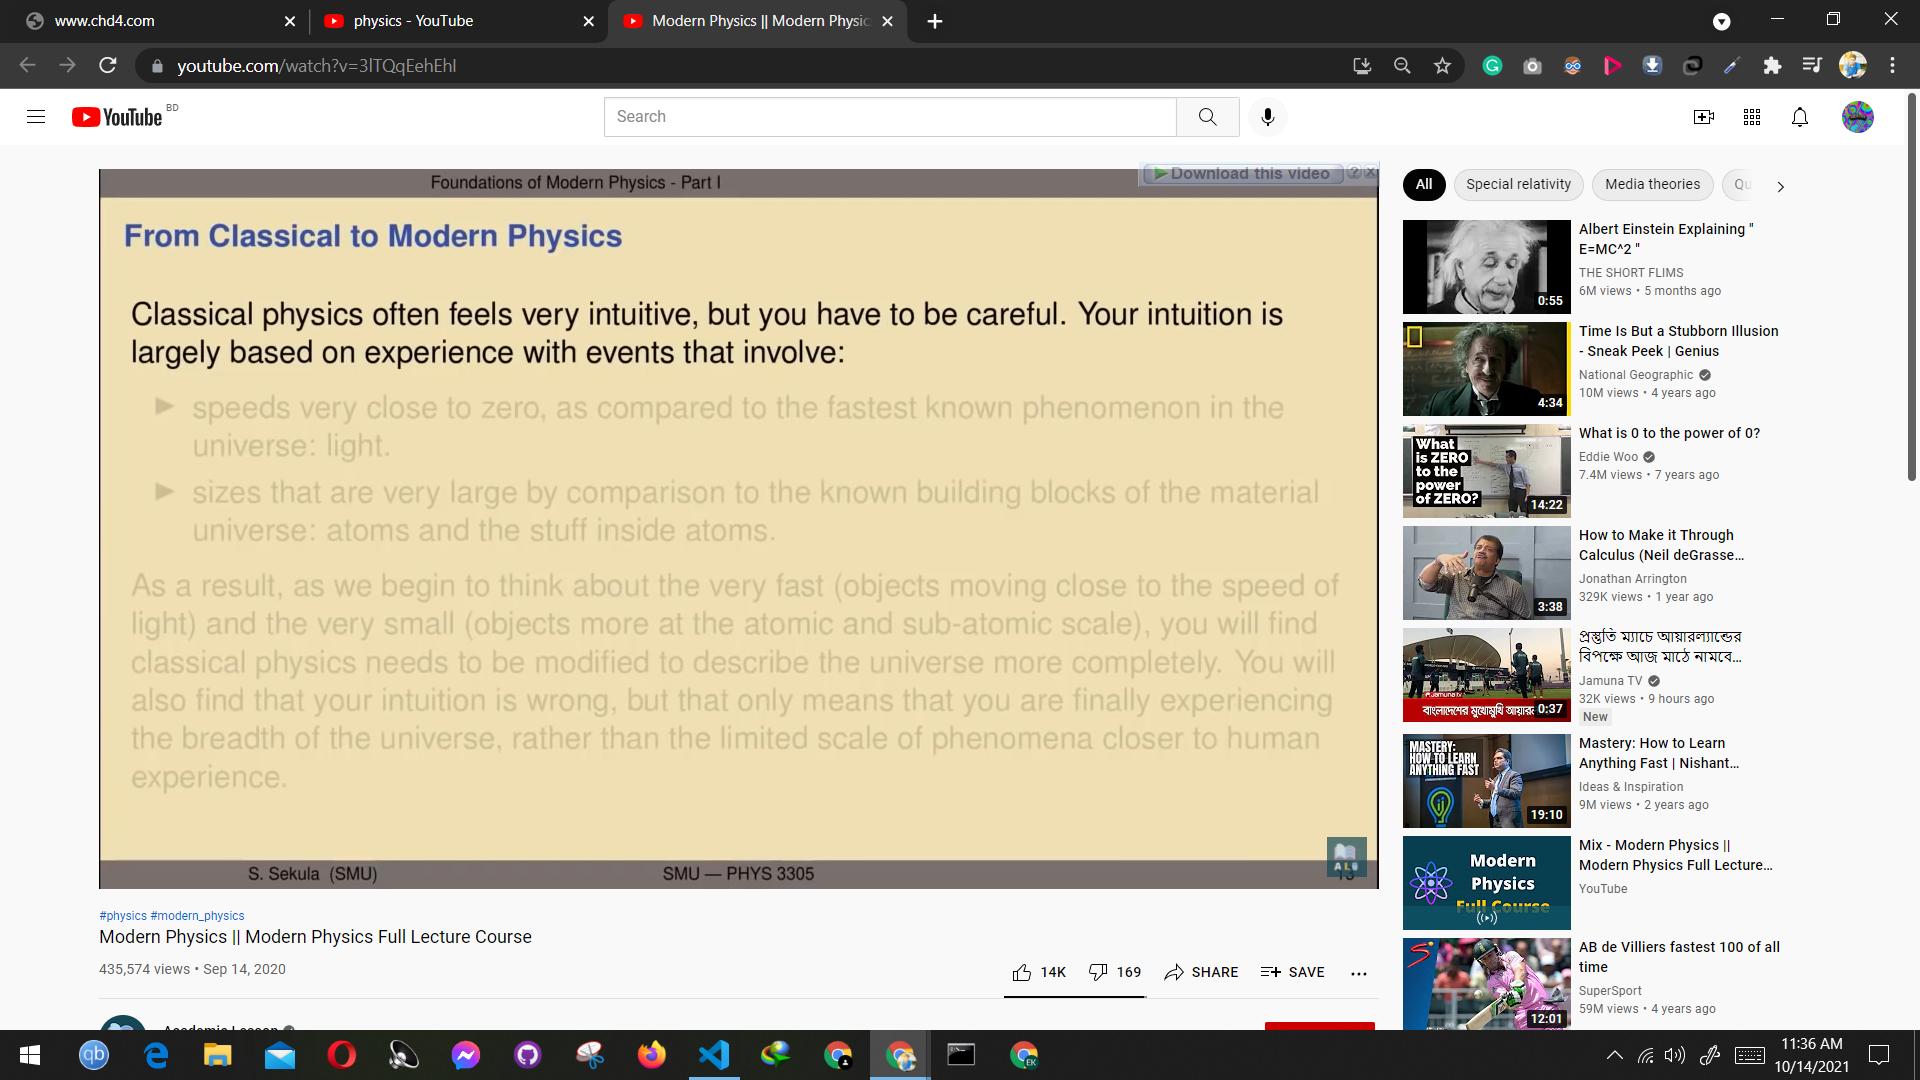 www.chd4.com
physics - YouTube
Modern Physics || Modern Physic
youtube.com/watch?v=3lTQqEehEhI
YouTube BD
Search
Download this video
Foundations of Modern Physics - Part I
From Classical to Modern Physics
Classical physics often feels very intuitive, but you have to be careful. Your intuition is
largely based on experience with events that involve:
speeds very close to zero, as compared to the fastest known phenomenon in the
universe: light.
sizes that are very large by comparison to the known building blocks of the material
universe: atoms and the stuff inside atoms.
As a result, as we begin to think about the very fast (objects moving close to the speed of
light) and the very small (objects more at the atomic and sub-atomic scale), you will find
classical physics needs to be modified to describe the universe more completely. You will
also find that your intuition is wrong, but that only means that you are finally experiencing
the breadth of the universe, rather than the limited scale of phenomena closer to human
experience.
S. Sekula (SMU)
SMU — PHYS 3305
13
#physics #modern_physics
Modern Physics || Modern Physics Full Lecture Course
435,574 views • Sep 14, 2020
14K
169
SHARE
SAVE
All
Special relativity
Media theories
Qu
0:55
Albert Einstein Explaining "
E=MC^2 "
THE SHORT FLIMS
6M views • 5 months ago
4:34
Time Is But a Stubborn Illusion
- Sneak Peek | Genius
National Geographic
10M views • 4 years ago
What
is ZERO
to the
power
of ZERO?
14:22
What is 0 to the power of 0?
Eddie Woo
7.4M views • 7 years ago
3:38
How to Make it Through
Calculus (Neil deGrasse...
Jonathan Arrington
329K views • 1 year ago
0:37
প্রস্তুতি ম্যাচে আয়ারল্যান্ডের
বিপক্ষে আজ মাঠে নামবে...
Jamuna TV
32K views • 9 hours ago
New
MASTERY:
HOW TO LEARN
ANYTHING FAST
19:10
Mastery: How to Learn
Anything Fast | Nishant...
Ideas & Inspiration
9M views • 2 years ago
Modern
Physics
Full Course
Mix - Modern Physics ||
Modern Physics Full Lecture...
YouTube
12:01
AB de Villiers fastest 100 of all
time
SuperSport
59M views • 4 years ago
11:36 AM
10/14/2021